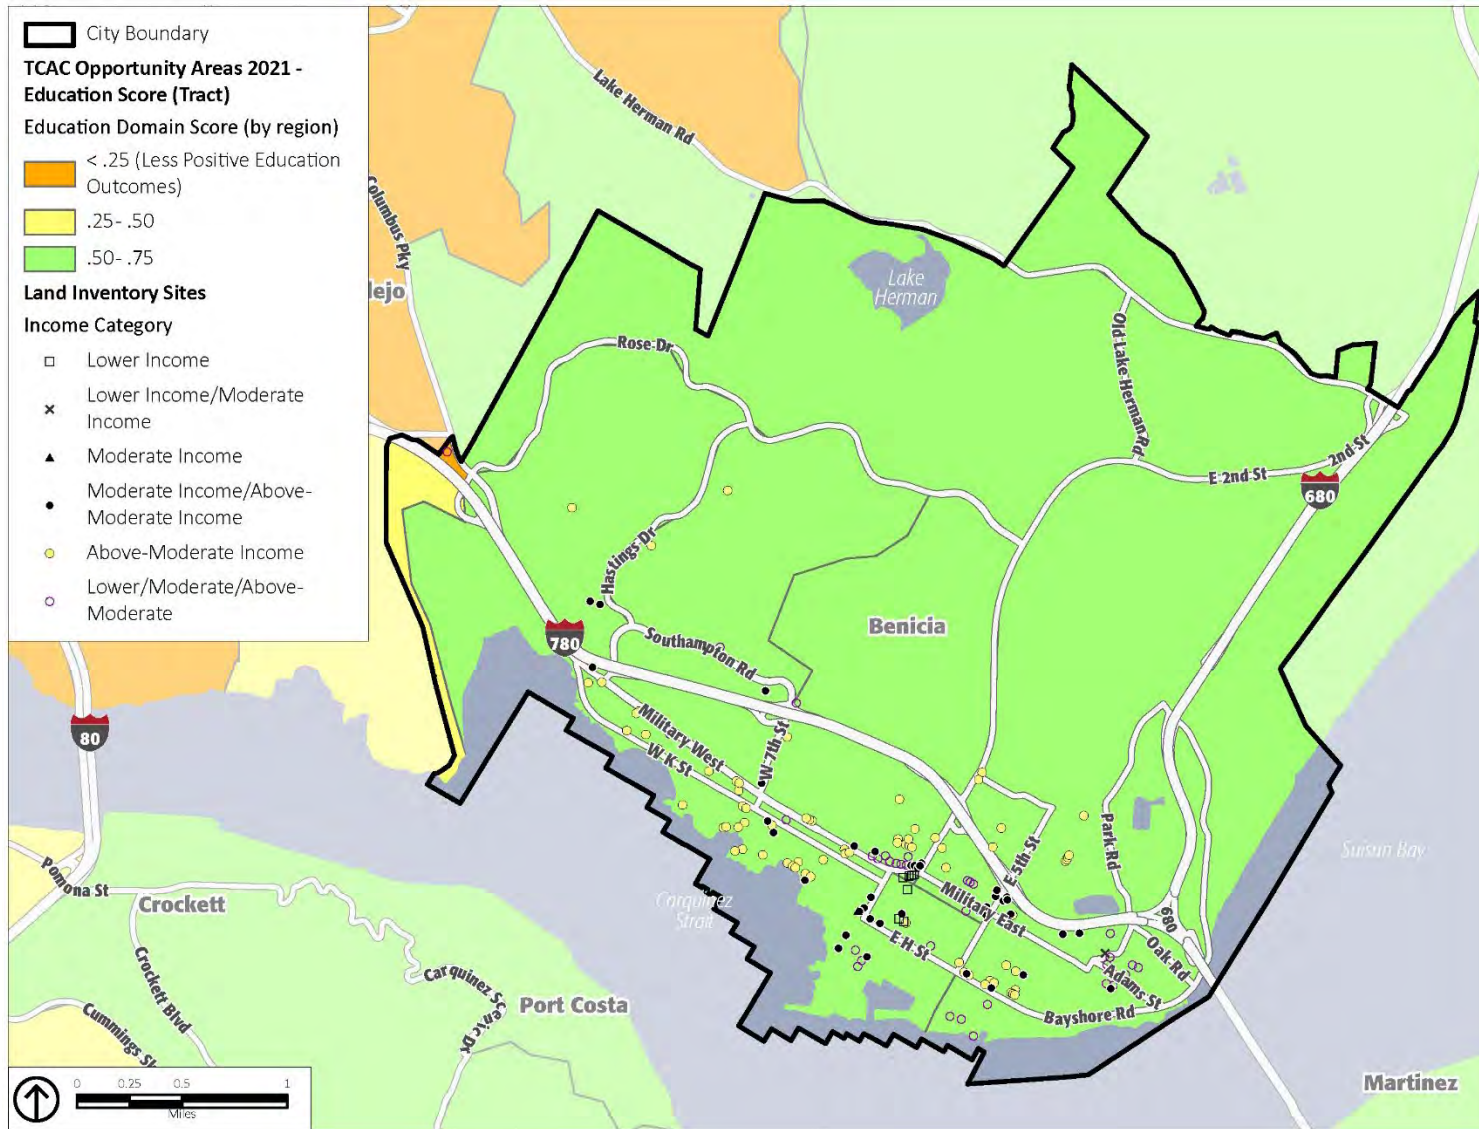 City Boundary
TCAC Opportunity Areas 2021 -
Education Score (Tract)
Education Domain Score (by region)
< .25 (Less Positive Education
Outcomes)
.25- .50
.50- .75
Land Inventory Sites
Income Category
Lower Income
Lower Income/Moderate
Income
Moderate Income
Moderate Income/Above-
Moderate Income
Above-Moderate Income
Lower/Moderate/Above-
Moderate
Lake Herman Rd
Columbus Pky
lejo
Lake
Herman
Rose Dr
Old Lake Herman Rd
E 2nd St
2nd St
680
Hastings Dr
Benicia
780
Southampton Rd
80
Military West
W K St
W 7th St
Park Rd
Suisun Bay
E 5th St
Pomona St
Crockett
Carquinez
Strait
Military East
680
Oak Rd
E H St
Adams St
Crockett Blvd
Carquinez Scenic Dr
Port Costa
Bayshore Rd
Cummings Sk
Martinez
0 0.25 0.5 1
Miles